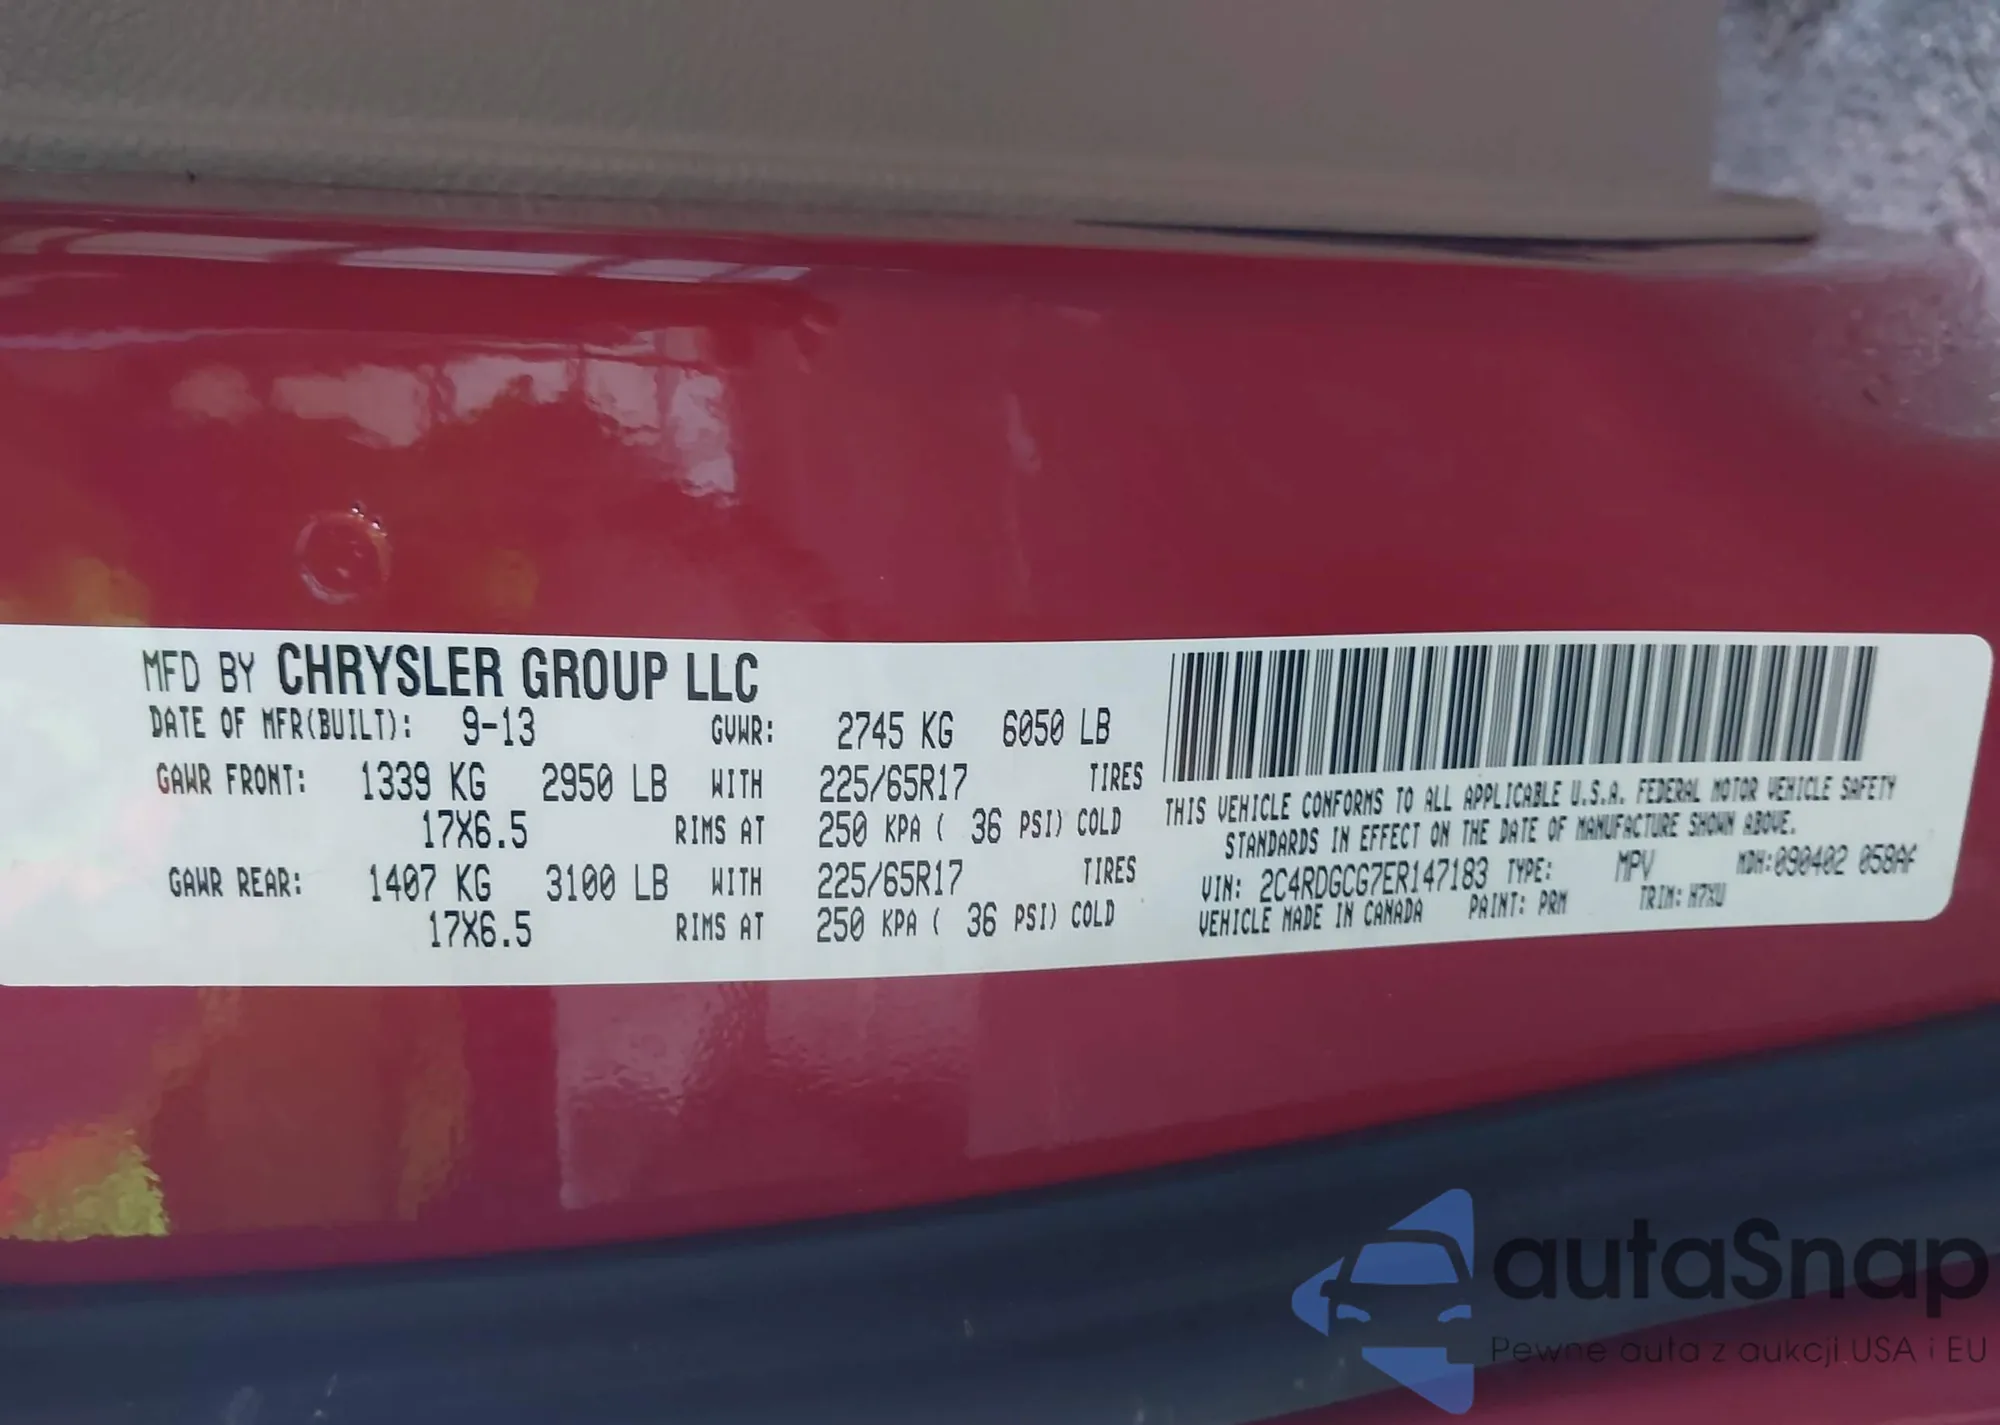 MFD BY CHRYSLER GROUP LLC
DATE OF MFR(BUILT): 9-13 GVWR: 2745 KG 6050 LB
GAWR FRONT: 1339 KG 2950 LB WITH 225/65R17 TIRES
17X6.5 RIMS AT 250 KPA ( 36 PSI) COLD
GAWR REAR: 1407 KG 3100 LB WITH 225/65R17 TIRES
17X6.5 RIMS AT 250 KPA ( 36 PSI) COLD
THIS VEHICLE CONFORMS TO ALL APPLICABLE U.S.A. FEDERAL MOTOR VEHICLE SAFETY
STANDARDS IN EFFECT ON THE DATE OF MANUFACTURE SHOWN ABOVE.
VIN: 2C4RDGCG7ER147183 TYPE: MPV MDH:090402 058AF
VEHICLE MADE IN CANADA PAINT: PRM TRIM: H7XU
autaSnap
Pewne auta z aukcji USA i EU